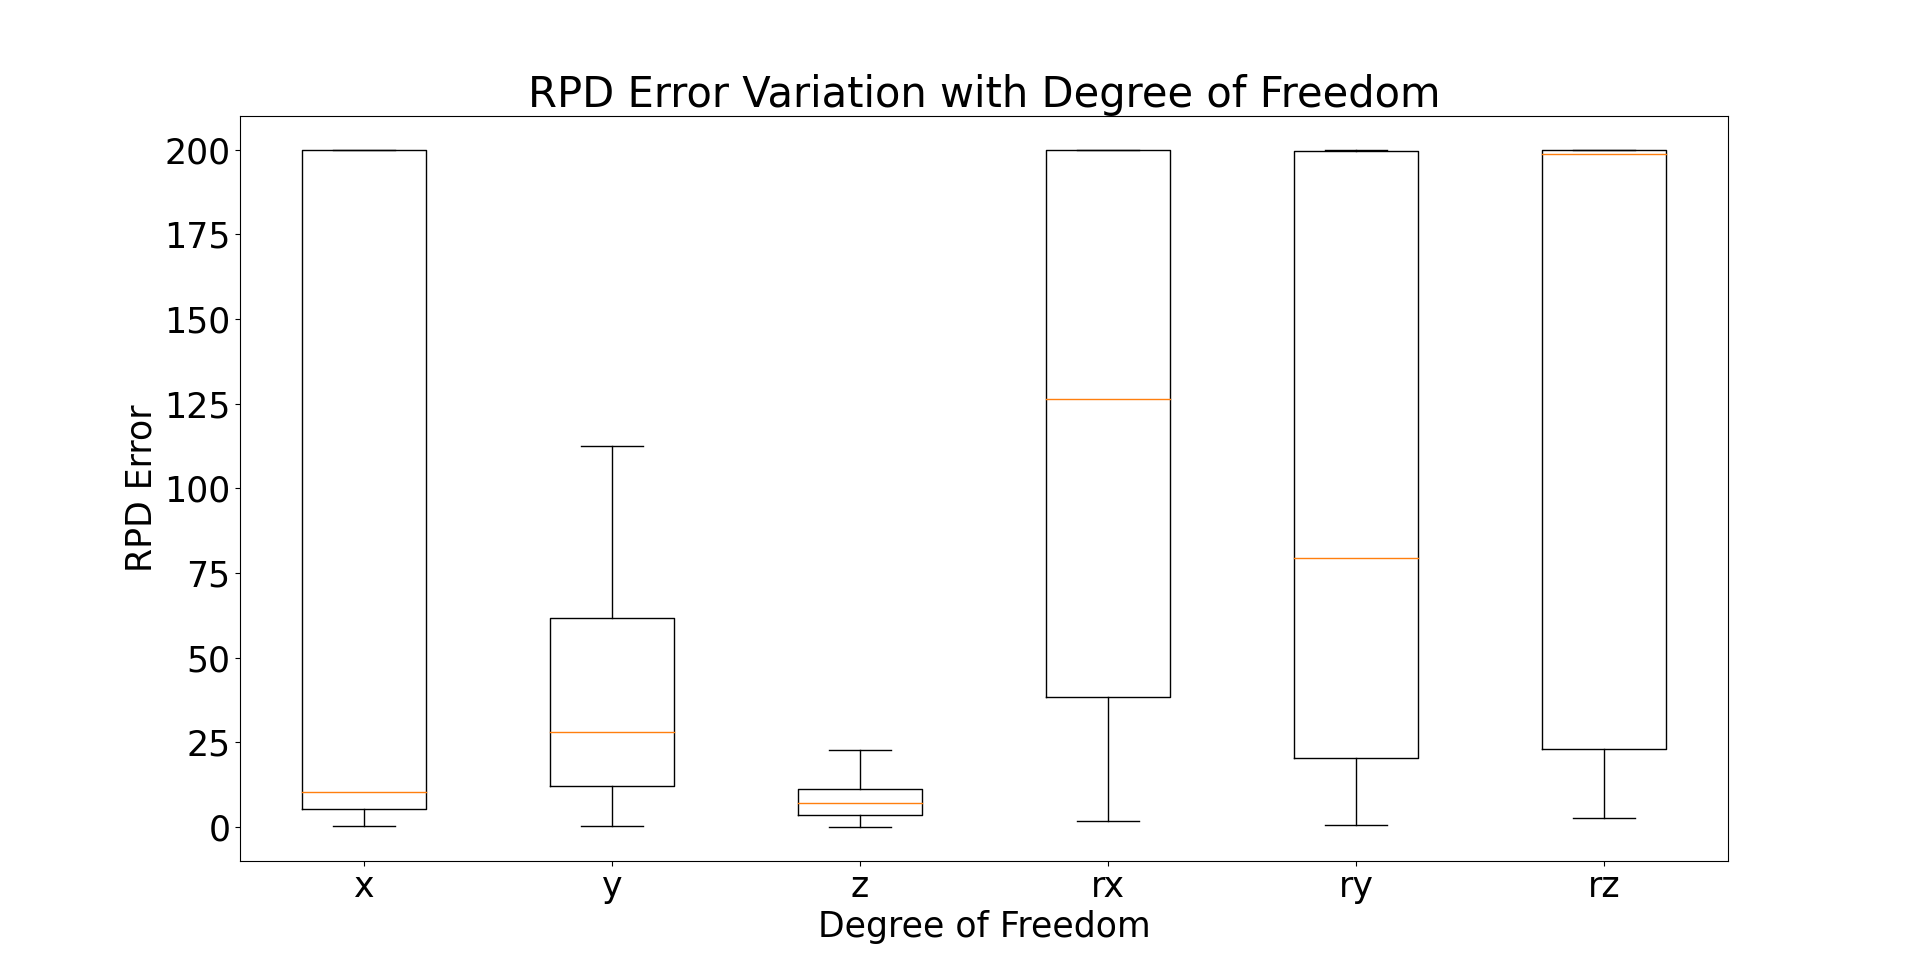 RPD Error Variation with Degree of Freedom
RPD Error
200
175
150
125
100
75
50
25
0
x y z rx ry rz
Degree of Freedom